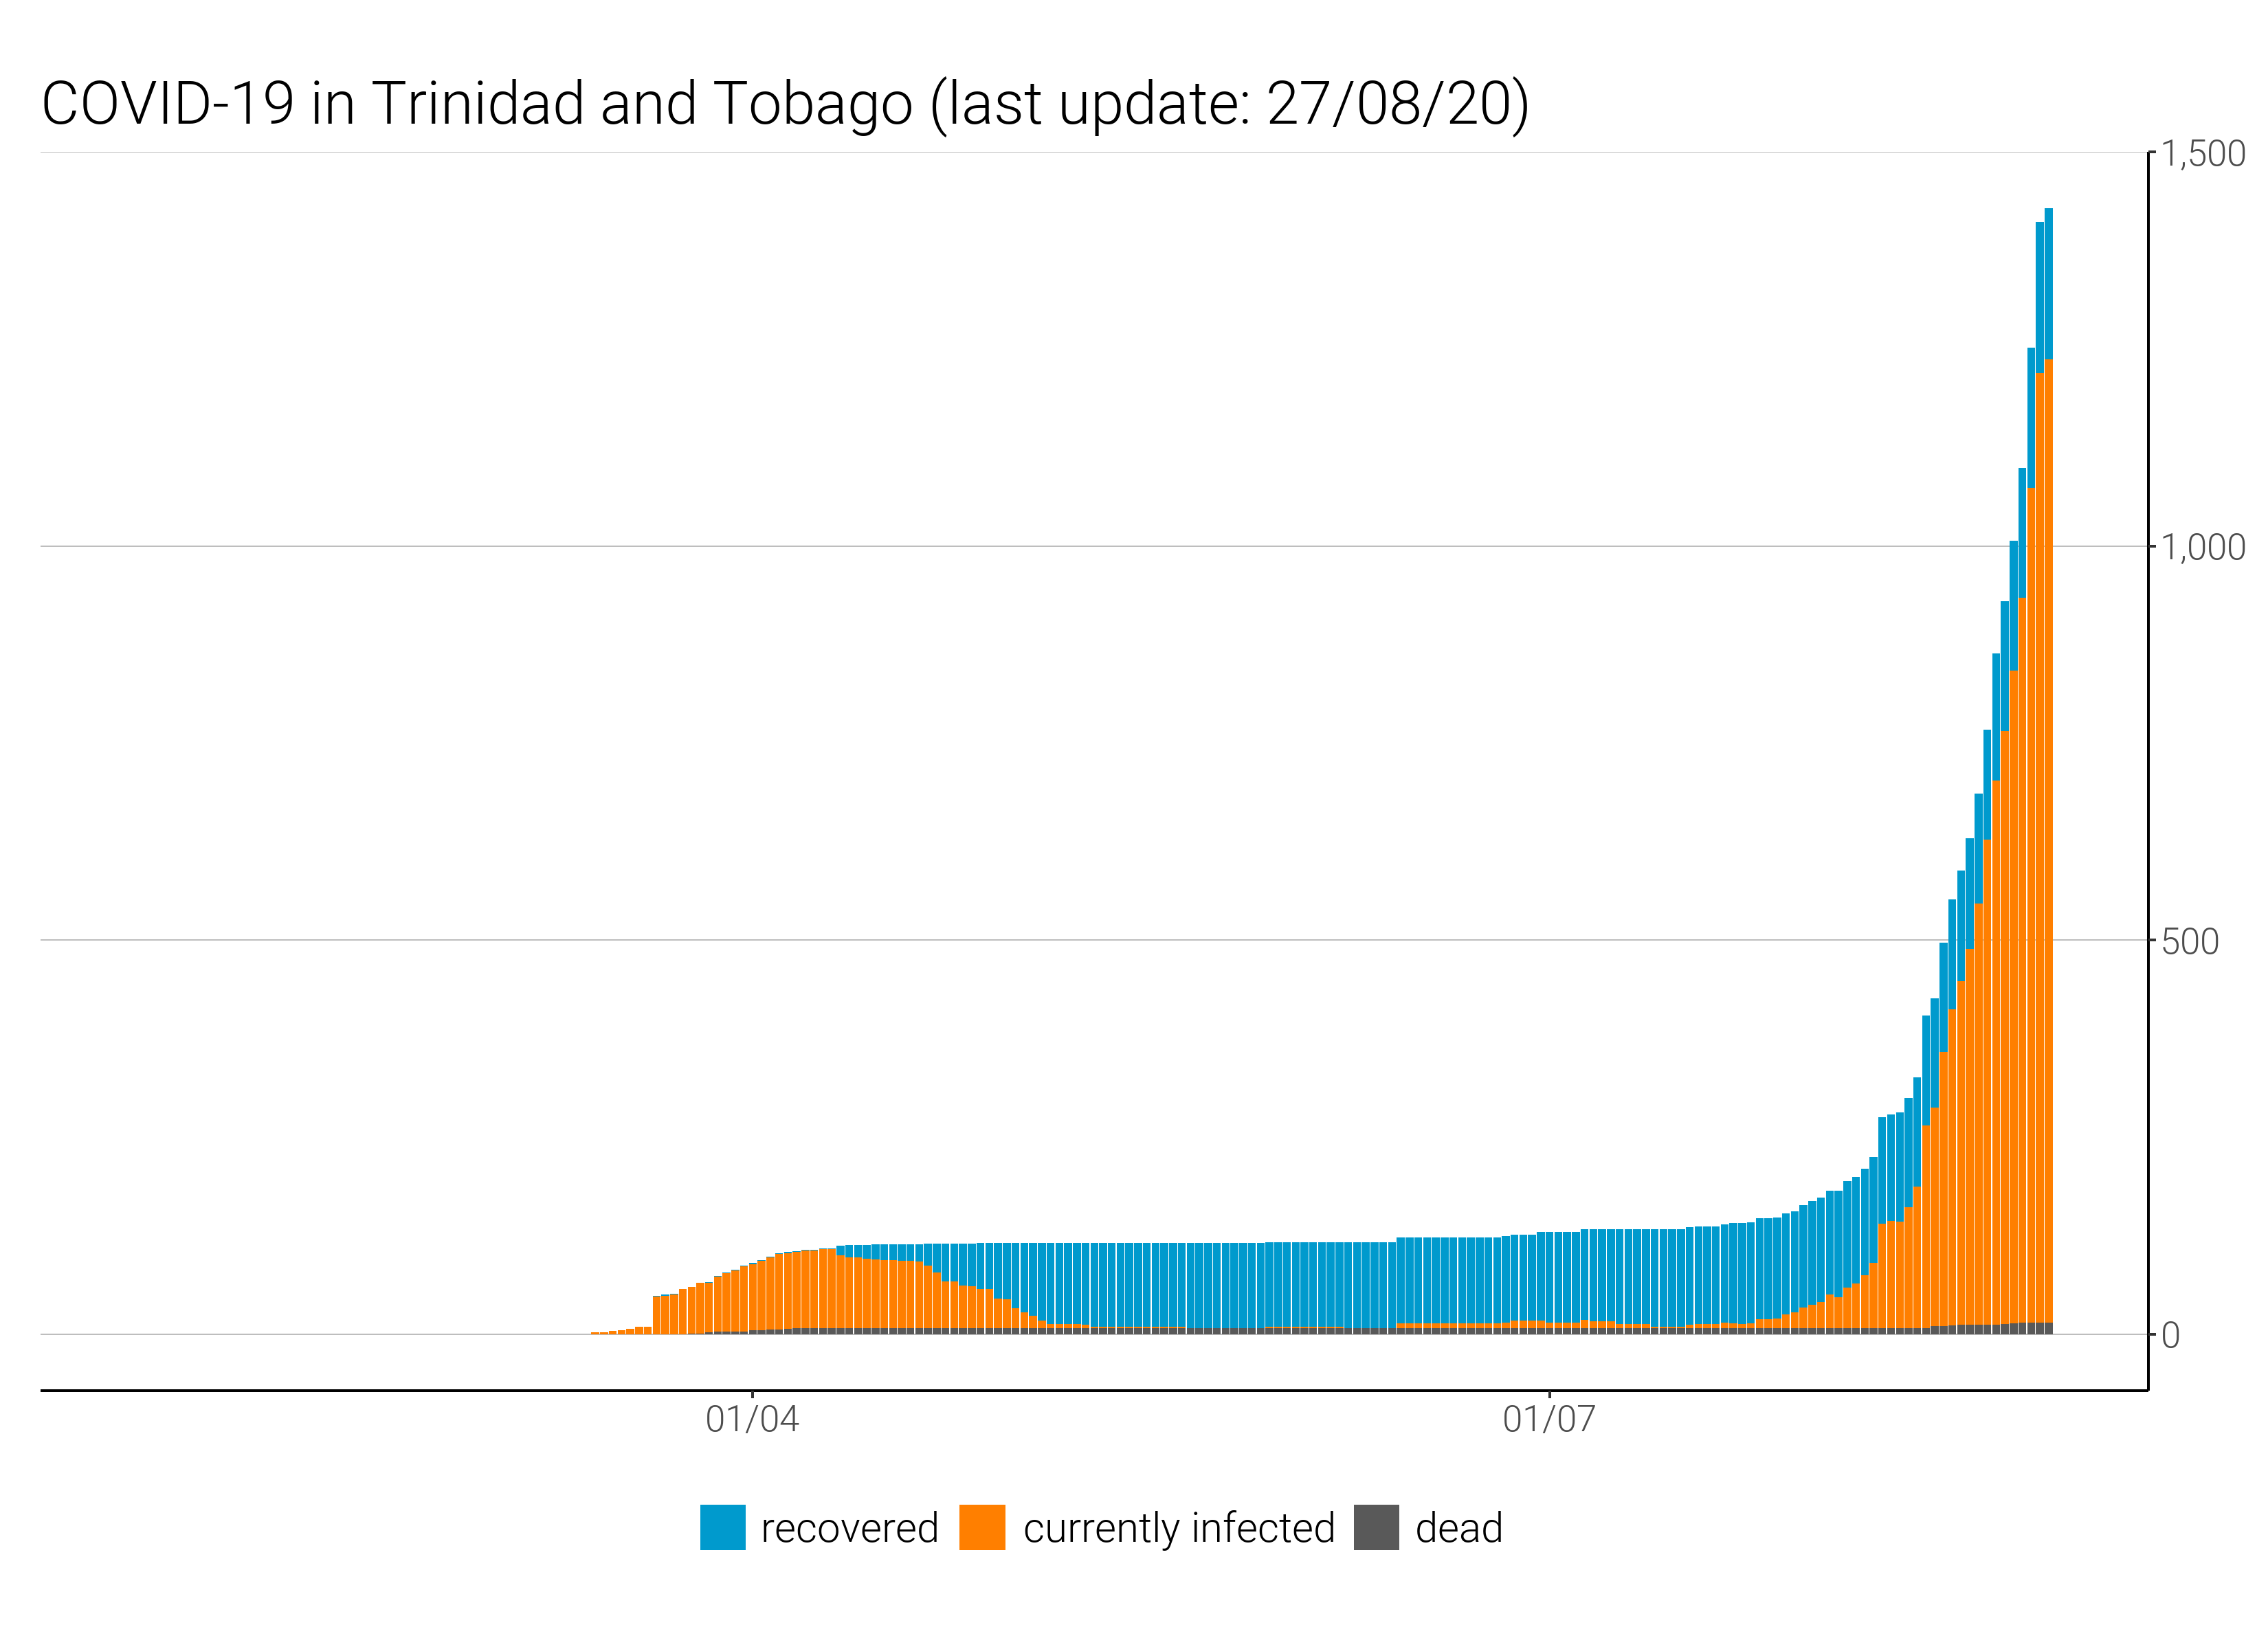 COVID-19 in Trinidad and Tobago (last update: 27/08/20)
1,500
1,000
500
0
01/04 01/07
recovered currently infected dead